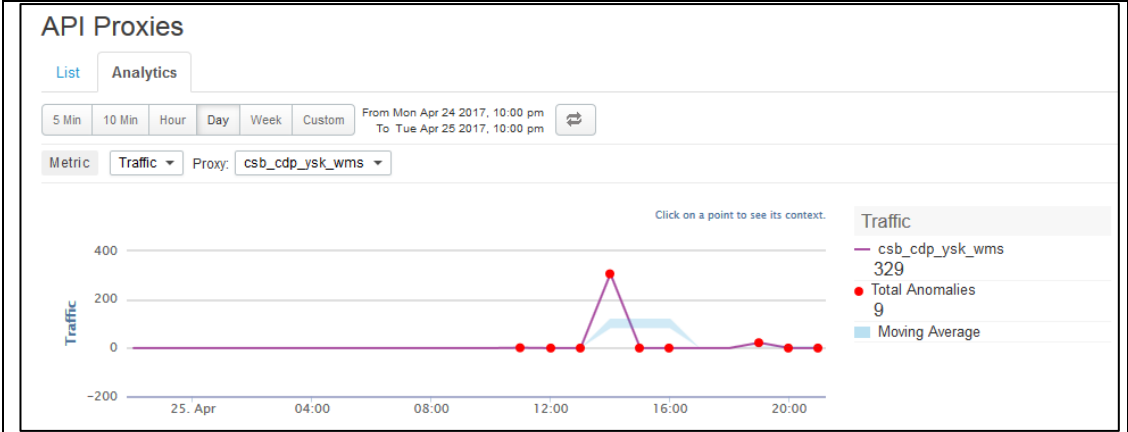 API Proxies
List Analytics
5 Min 10 Min Hour Day Week Custom From Mon Apr 24 2017, 10:00 pm
To Tue Apr 25 2017, 10:00 pm
Metric Traffic Proxy: csb_cdp_ysk_wms
Click on a point to see its context.
Traffic
400
200
0
-200
25. Apr 04:00 08:00 12:00 16:00 20:00
Traffic
csb_cdp_ysk_wms
329
Total Anomalies
9
Moving Average